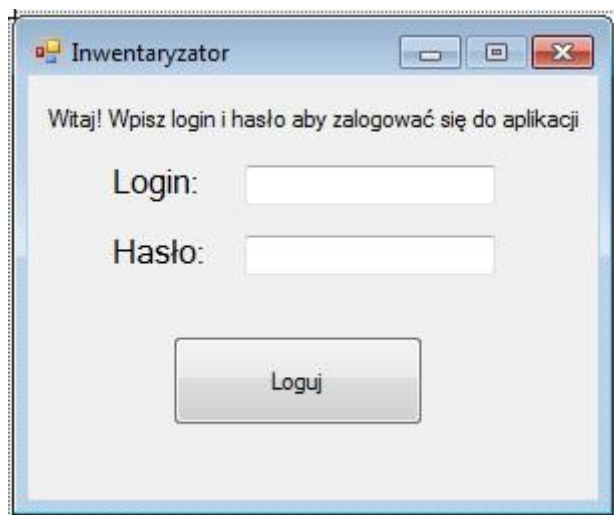 Inwentaryzator
Witaj! Wpisz login i hasło aby zalogować się do aplikacji
Login:
Hasło:
Loguj